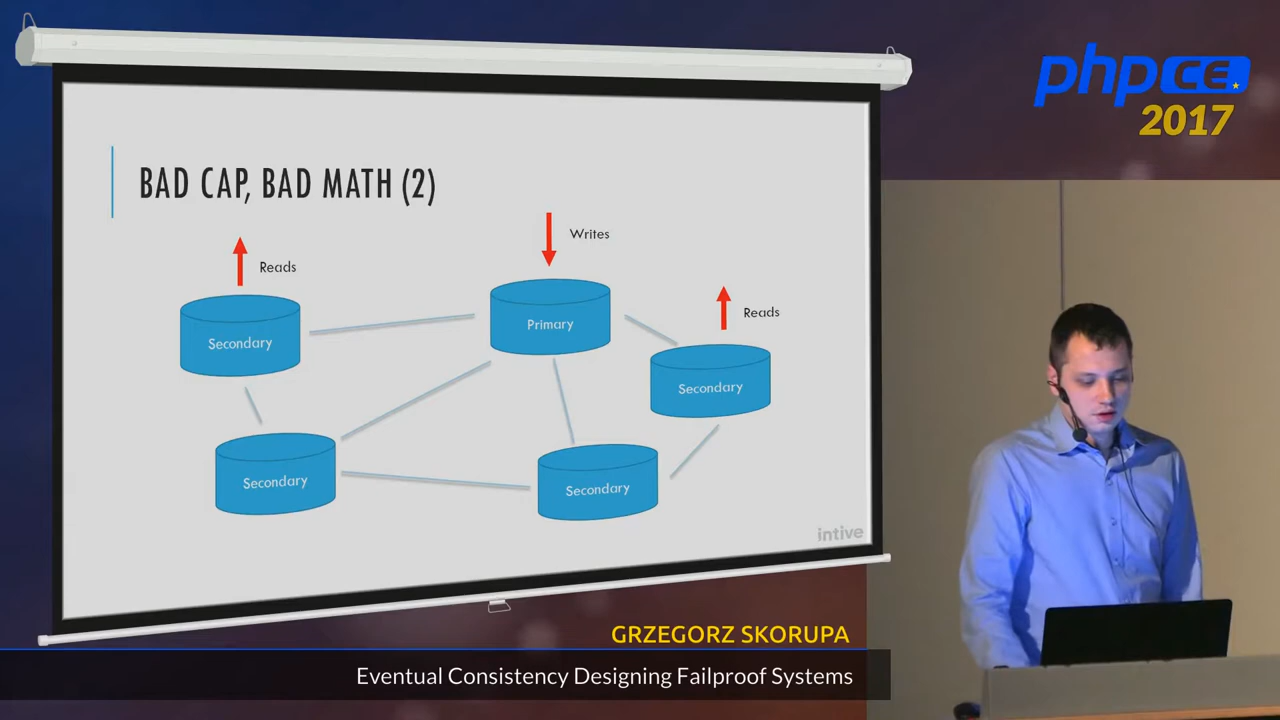 phpCE
2017
BAD CAP, BAD MATH (2)
Writes
Reads
Reads
Primary
Secondary
Secondary
Secondary
Secondary
intive
GRZEGORZ SKORUPA
Eventual Consistency Designing Failproof Systems
phpc